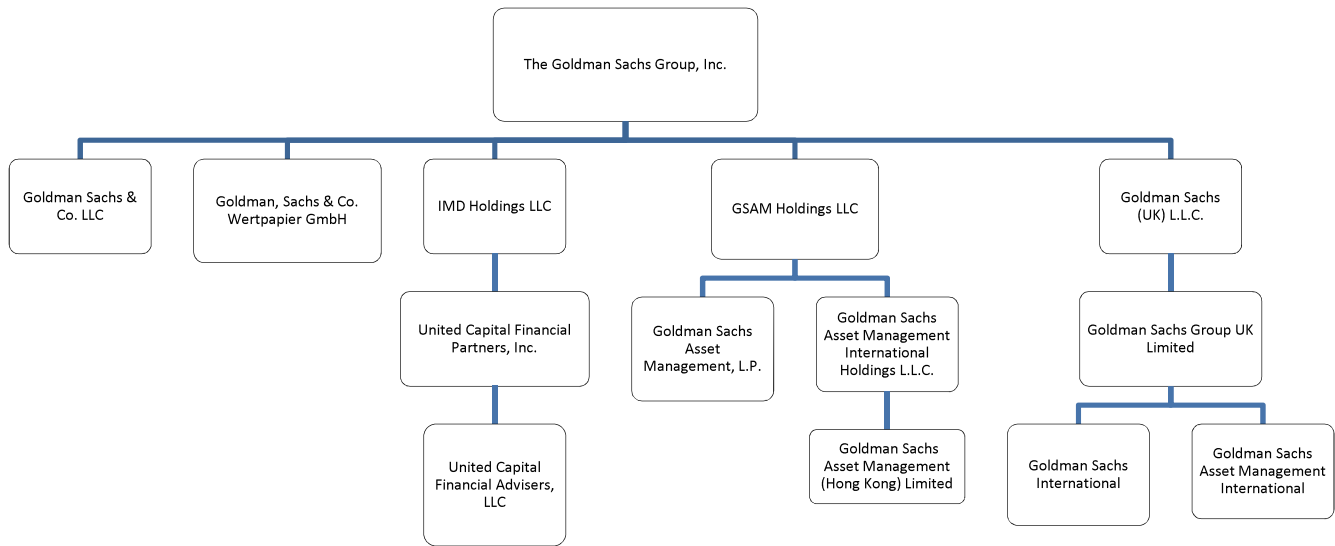 The Goldman Sachs Group, Inc.
Goldman Sachs &
Co. LLC
Goldman, Sachs & Co.
Wertpapier GmbH
IMD Holdings LLC
GSAM Holdings LLC
Goldman Sachs
(UK) L.L.C.
United Capital Financial
Partners, Inc.
Goldman Sachs
Asset
Management, L.P.
Goldman Sachs
Asset Management
International
Holdings L.L.C.
Goldman Sachs Group UK
Limited
United Capital
Financial Advisers,
LLC
Goldman Sachs
Asset Management
(Hong Kong) Limited
Goldman Sachs
International
Goldman Sachs
Asset Management
International